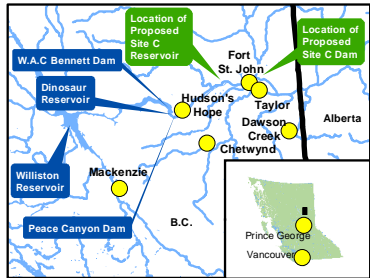 Location of
Proposed
Site C
Reservoir
Location of
Proposed
Site C Dam
Fort
St. John
W.A.C Bennett Dam
Dinosaur
Reservoir
Hudson's
Hope
Taylor
Dawson
Creek
Alberta
Chetwynd
Williston
Reservoir
Mackenzie
Peace Canyon Dam
B.C.
Prince George
Vancouver